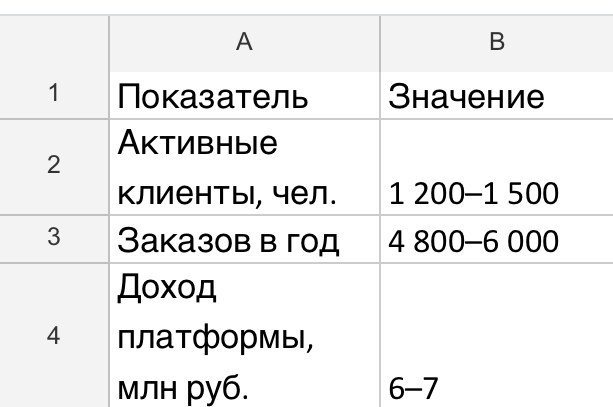 A B
1 Показатель Значение
Активные
2
клиенты, чел. 1 200–1 500
3 Заказов в год 4 800–6 000
Доход
4 платформы,
млн руб. 6–7